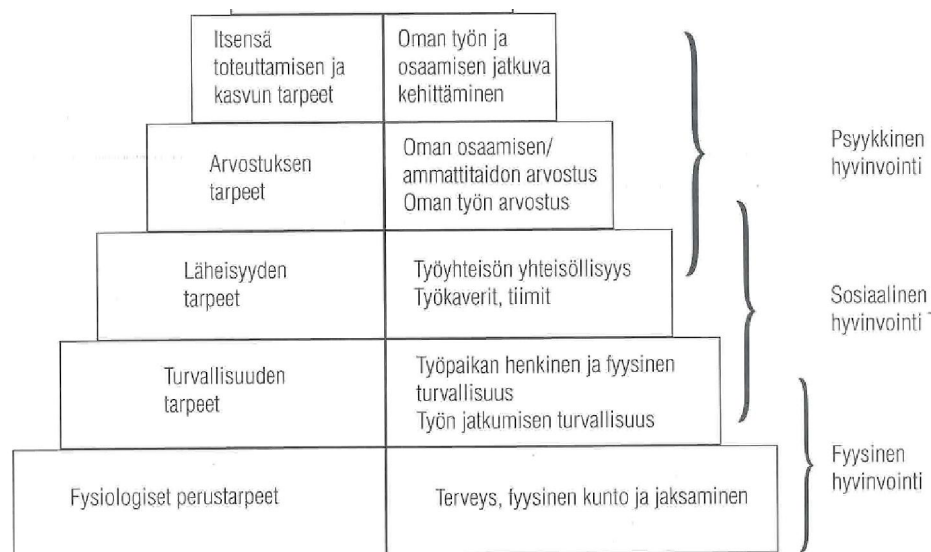 Itsensä
toteuttamisen ja
kasvun tarpeet
Oman työn ja
osaamisen jatkuva
kehittäminen
Arvostuksen
tarpeet
Oman osaamisen/
ammattitaidon arvostus
Oman työn arvostus
Psyykkinen
hyvinvointi
Läheisyyden
tarpeet
Työyhteisön yhteisöllisyys
Työkaverit, tiimit
Sosiaalinen
hyvinvointi
Turvallisuuden
tarpeet
Työpaikan henkinen ja fyysinen
turvallisuus
Työn jatkumisen turvallisuus
Fysiologiset perustarpeet
Terveys, fyysinen kunto ja jaksaminen
Fyysinen
hyvinvointi